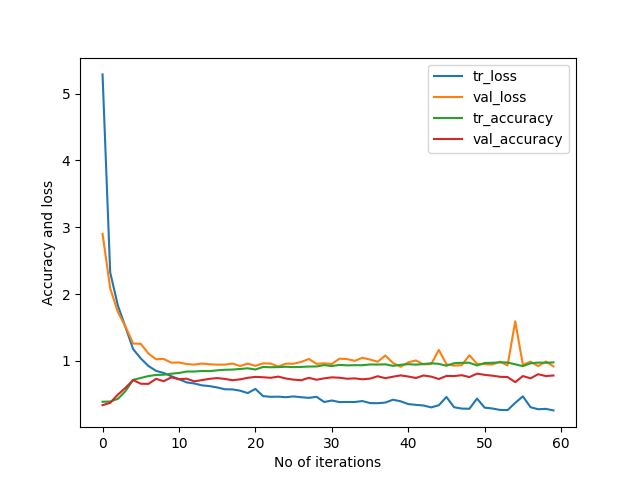 tr_loss
val_loss
tr_accuracy
val_accuracy
5
4
3
2
1
Accuracy and loss
0 10 20 30 40 50 60
No of iterations